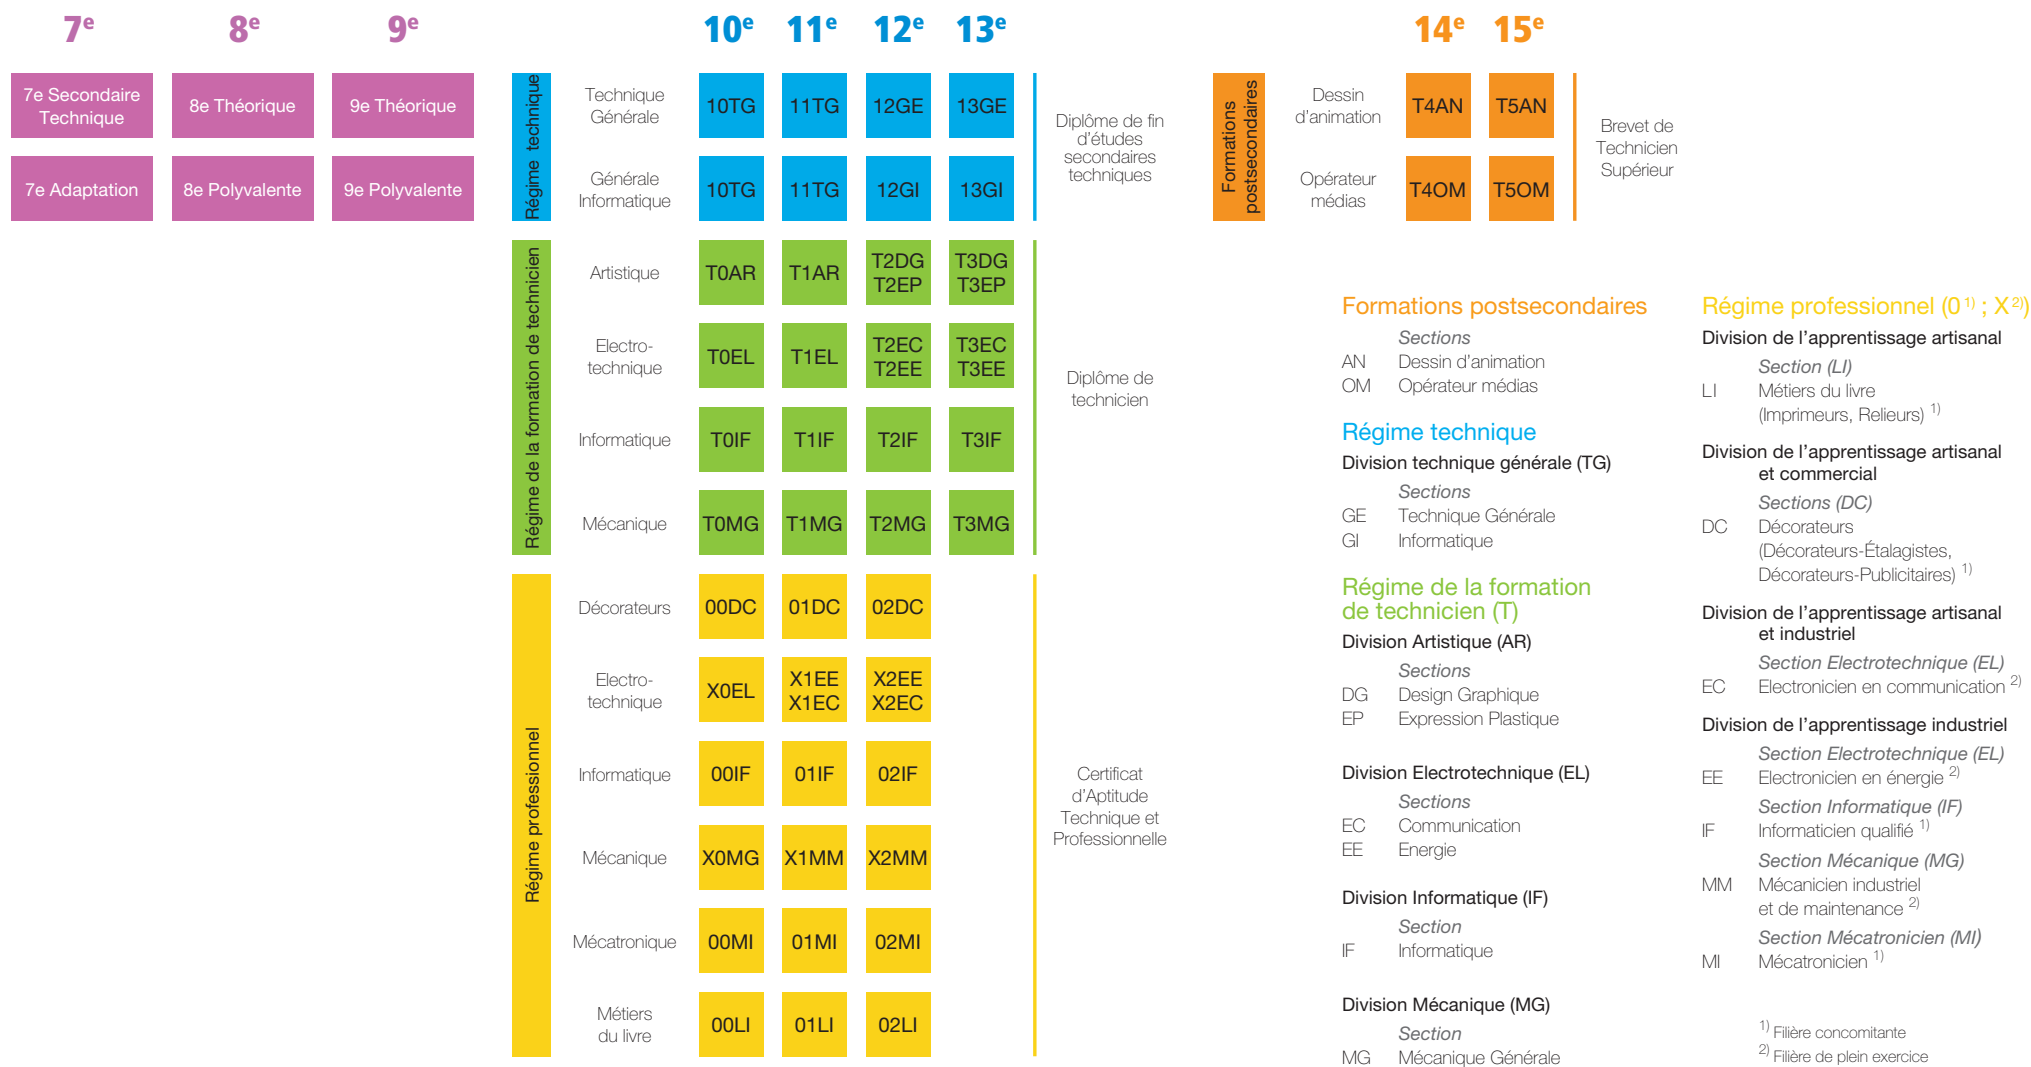 7e 8e 9e 10e 11e 12e 13e 14e 15e
7e Secondaire
Technique
8e Théorique
9e Théorique
7e Adaptation
8e Polyvalente
9e Polyvalente
Régime technique
Technique
Générale
10TG 11TG 12GE 13GE
Générale
Informatique
10TG 11TG 12GI 13GI
Diplôme de fin
d'études
secondaires
techniques
Régime de la formation de technicien
Artistique
T0AR T1AR
T2DG
T2EP
T3DG
T3EP
Electro-
technique
T0EL T1EL
T2EC
T2EE
T3EC
T3EE
Informatique
T0IF T1IF T2IF T3IF
Mécanique
T0MG T1MG T2MG T3MG
Diplôme de
technicien
Régime professionnel
Décorateurs
00DC 01DC 02DC
Electro-
technique
X0EL
X1EE
X1EC
X2EE
X2EC
Informatique
00IF 01IF 02IF
Mécanique
X0MG X1MM X2MM
Mécatronique
00MI 01MI 02MI
Métiers
du livre
00LI 01LI 02LI
Certificat
d'Aptitude
Technique et
Professionnelle
Formations
postsecondaires
Dessin
d'animation
T4AN T5AN
Opérateur
médias
T4OM T5OM
Brevet de
Technicien
Supérieur
Formations postsecondaires
Sections
AN Dessin d'animation
OM Opérateur médias
Régime technique
Division technique générale (TG)
Sections
GE Technique Générale
GI Informatique
Régime de la formation
de technicien (T)
Division Artistique (AR)
Sections
DG Design Graphique
EP Expression Plastique
Division Electrotechnique (EL)
Sections
EC Communication
EE Energie
Division Informatique (IF)
Section
IF Informatique
Division Mécanique (MG)
Section
MG Mécanique Générale
Régime professionnel (0 1) ; X 2))
Division de l'apprentissage artisanal
Section (LI)
LI Métiers du livre
(Imprimeurs, Relieurs) 1)
Division de l'apprentissage artisanal
et commercial
Sections (DC)
DC Décorateurs
(Décorateurs-Étalagistes,
Décorateurs-Publicitaires) 1)
Division de l'apprentissage artisanal
et industriel
Section Electrotechnique (EL)
EC Electronicien en communication 2)
Division de l'apprentissage industriel
Section Electrotechnique (EL)
EE Electronicien en énergie 2)
Section Informatique (IF)
IF Informaticien qualifié 1)
Section Mécanique (MG)
MM Mécanicien industriel
et de maintenance 2)
Section Mécatronicien (MI)
MI Mécatronicien 1)
1) Filière concomitante
2) Filière de plein exercice